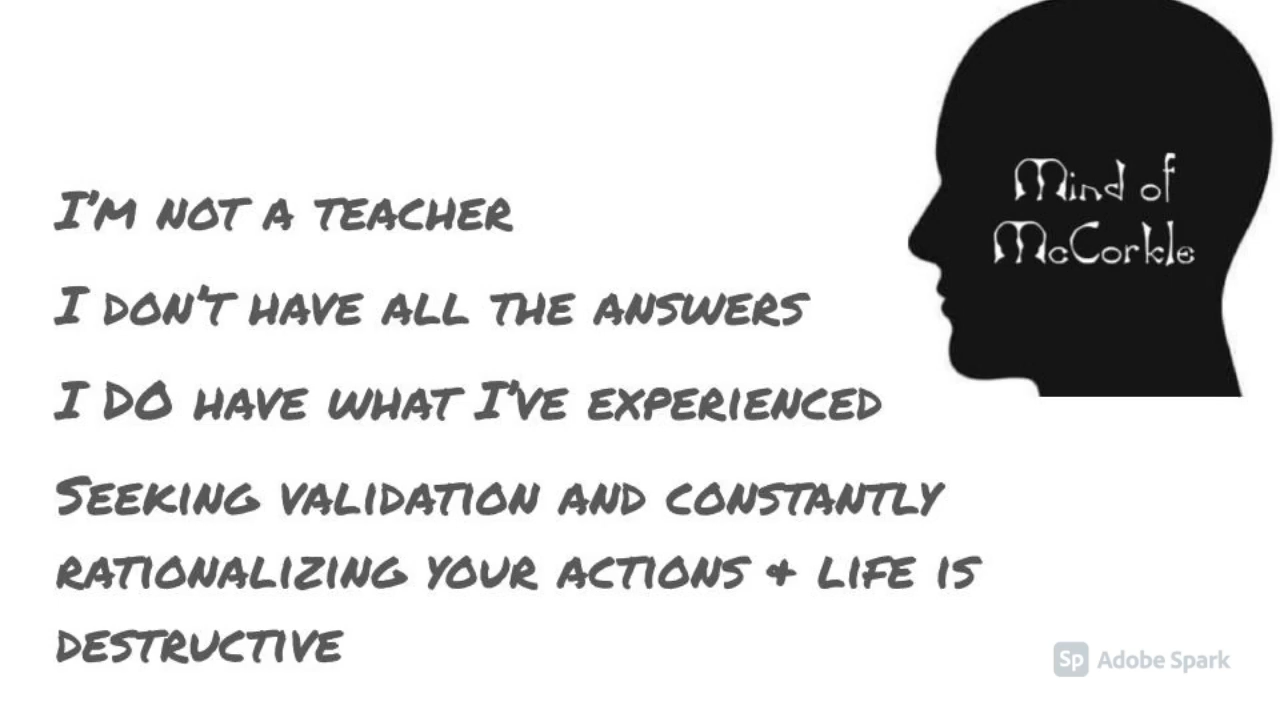 Mind of
McCorkle
I'm not a teacher
I don't have all the answers
I DO have what I've experienced
Seeking validation and constantly
rationalizing your actions & life is
destructive
Sp Adobe Spark